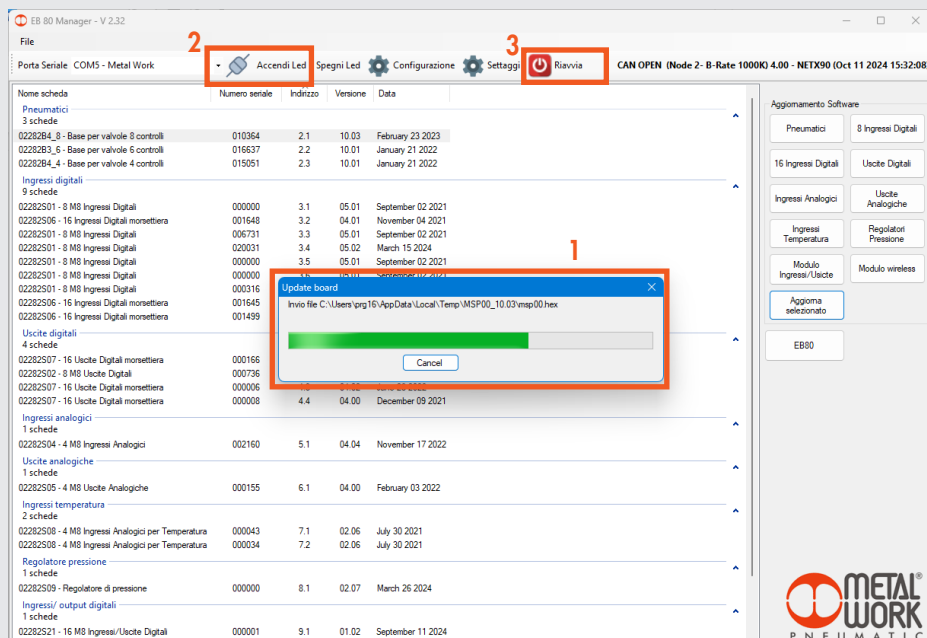 EB 80 Manager - V 2.32
File
2
3
Porta Seriale COM5 - Metal Work Accendi Led Spegni Led Configurazione Settaggi Riavvia CAN OPEN (Node 2- B-Rate 1000K) 4.00 - NETX90 (Oct 11 2024 15:32:08)
Nome scheda Numero seriale Indirizzo Versione Data
Pneumatici
3 schede
02282B4_8 - Base per valvole 8 controlli 010364 2.1 10.03 February 23 2023
02282B3_6 - Base per valvole 6 controlli 016637 2.2 10.01 January 21 2022
02282B4_4 - Base per valvole 4 controlli 015051 2.3 10.01 January 21 2022
Ingressi digitali
9 schede
02282S01 - 8 M8 Ingressi Digitali 000000 3.1 05.01 September 02 2021
02282S06 - 16 Ingressi Digitali morsettiera 001648 3.2 04.01 November 04 2021
02282S01 - 8 M8 Ingressi Digitali 006731 3.3 05.01 September 02 2021
02282S01 - 8 M8 Ingressi Digitali 020031 3.4 05.02 March 15 2024
02282S01 - 8 M8 Ingressi Digitali 000000 3.5 05.01 September 02 2021
02282S01 - 8 M8 Ingressi Digitali 000000 3.6 05.01 September 02 2021
02282S01 - 8 M8 Ingressi Digitali 000316
02282S06 - 16 Ingressi Digitali morsettiera 001645
02282S06 - 16 Ingressi Digitali morsettiera 001499
Uscite digitali
4 schede
02282S07 - 16 Uscite Digitali morsettiera 000166
02282S02 - 8 M8 Uscite Digitali 000736
02282S07 - 16 Uscite Digitali morsettiera 000006
02282S07 - 16 Uscite Digitali morsettiera 000008 4.4 04.00 December 09 2021
Ingressi analogici
1 schede
02282S04 - 4 M8 Ingressi Analogici 002160 5.1 04.04 November 17 2022
Uscite analogiche
1 schede
02282S05 - 4 M8 Uscite Analogiche 000155 6.1 04.00 February 03 2022
Ingressi temperatura
2 schede
02282S08 - 4 M8 Ingressi Analogici per Temperatura 000043 7.1 02.06 July 30 2021
02282S08 - 4 M8 Ingressi Analogici per Temperatura 000034 7.2 02.06 July 30 2021
Regolatore pressione
1 schede
02282S09 - Regolatore di pressione 000000 8.1 02.07 March 26 2024
Ingressi/ output digitali
1 schede
02282S21 - 16 M8 Ingressi/Uscite Digitali 000001 9.1 01.02 September 11 2024
1
Update board
Invio file C:\Users\prg16\AppData\Local\Temp\MSP00_10.03\msp00.hex
Cancel
Aggiornamento Software
Pneumatici 8 Ingressi Digitali
16 Ingressi Digitali Uscite Digitali
Ingressi Analogici Uscite Analogiche
Ingressi Temperatura Regolatori Pressione
Modulo Ingressi/Usicite Modulo wireless
Aggiorna selezionato
EB80
METAL®
WORK
PNEUMATIC